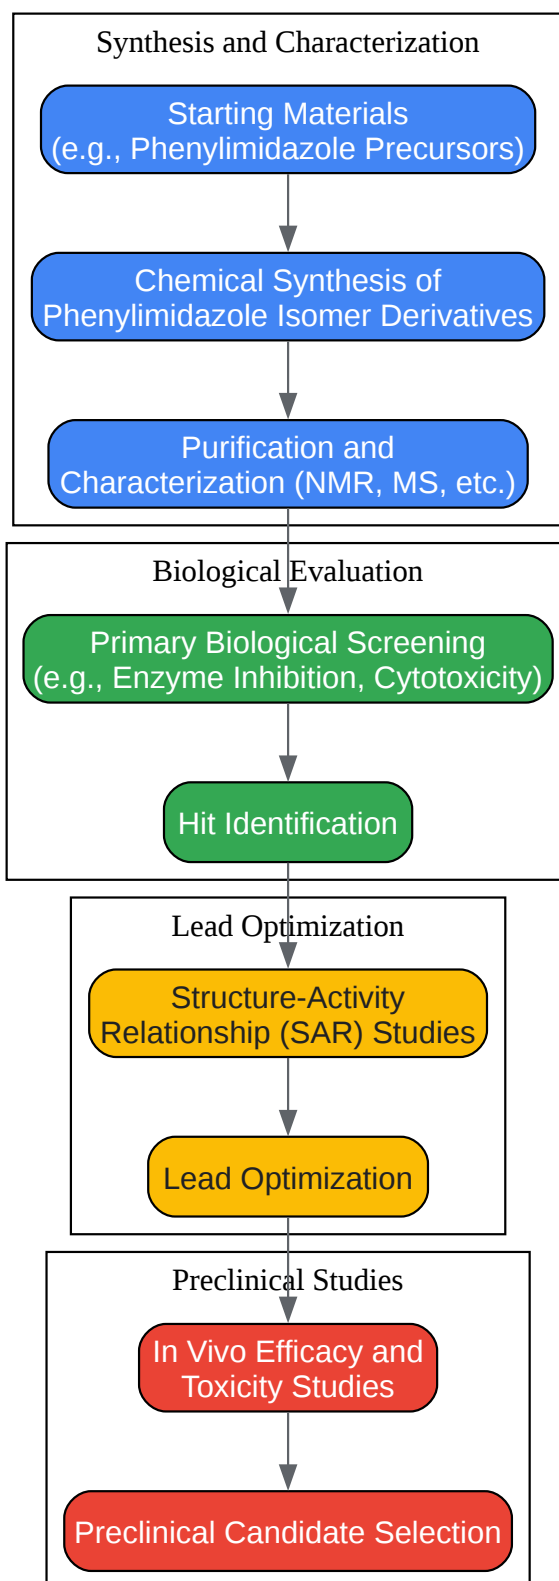 Synthesis and Characterization
Starting Materials
(e.g., Phenylimidazole Precursors)
Chemical Synthesis of
Phenylimidazole Isomer Derivatives
Purification and
Characterization (NMR, MS, etc.)
Biological Evaluation
Primary Biological Screening
(e.g., Enzyme Inhibition, Cytotoxicity)
Hit Identification
Lead Optimization
Structure-Activity
Relationship (SAR) Studies
Lead Optimization
Preclinical Studies
In Vivo Efficacy and
Toxicity Studies
Preclinical Candidate Selection